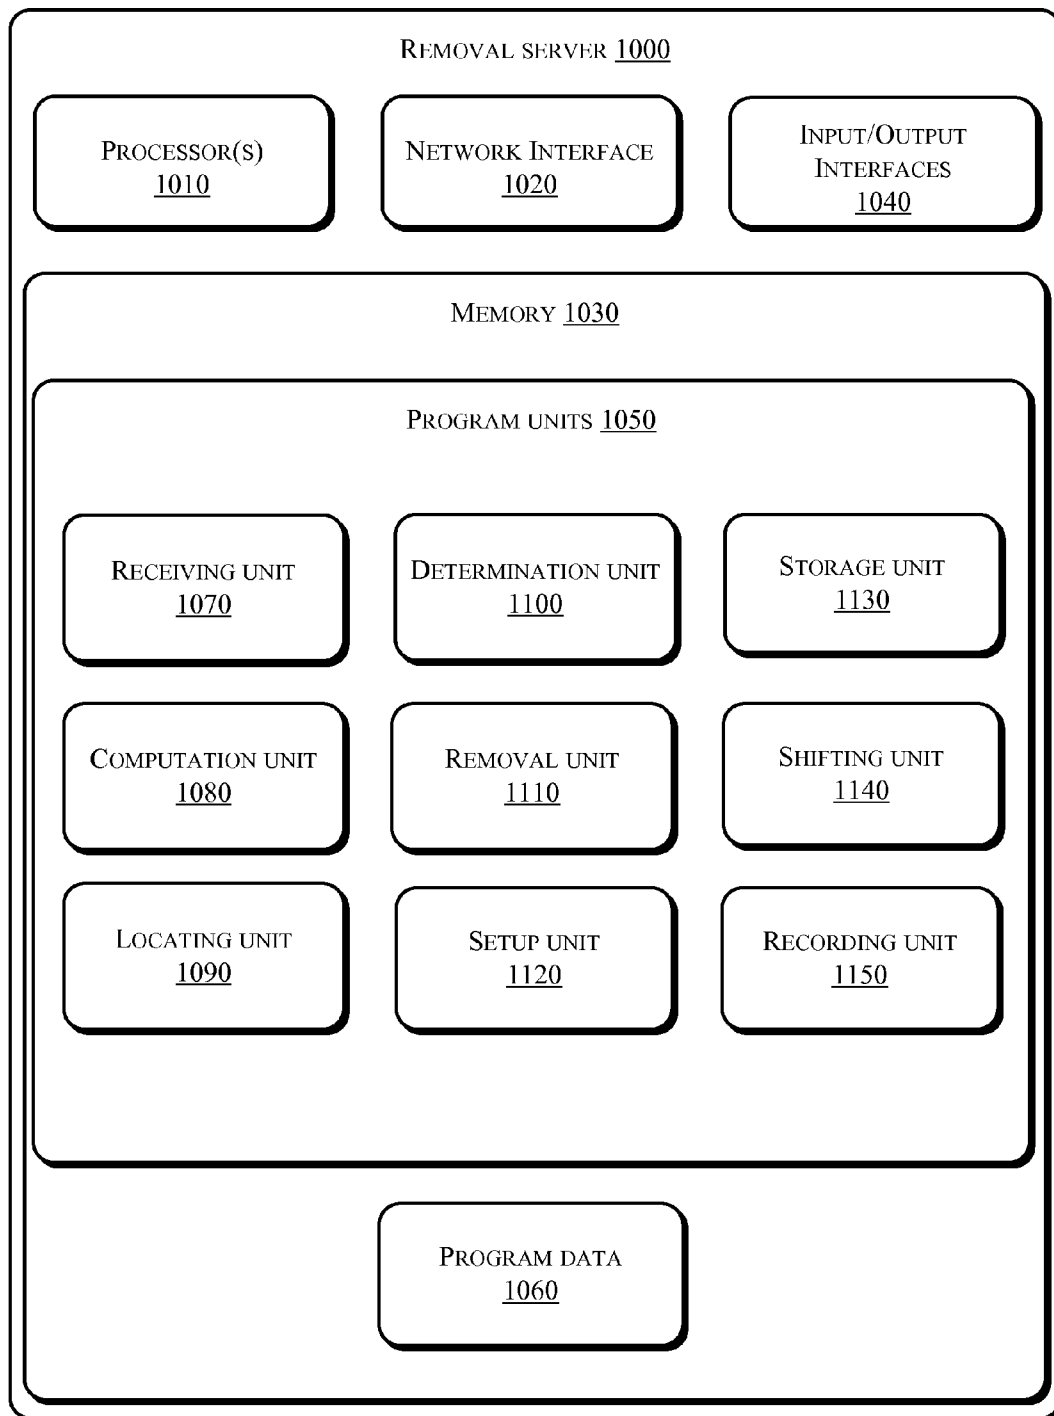 REMOVAL SERVER 1000
PROCESSOR(S)
1010
NETWORK INTERFACE
1020
INPUT/OUTPUT
INTERFACES
1040
MEMORY 1030
PROGRAM UNITS 1050
RECEIVING UNIT
1070
DETERMINATION UNIT
1100
STORAGE UNIT
1130
COMPUTATION UNIT
1080
REMOVAL UNIT
1110
SHIFTING UNIT
1140
LOCATING UNIT
1090
SETUP UNIT
1120
RECORDING UNIT
1150
PROGRAM DATA
1060